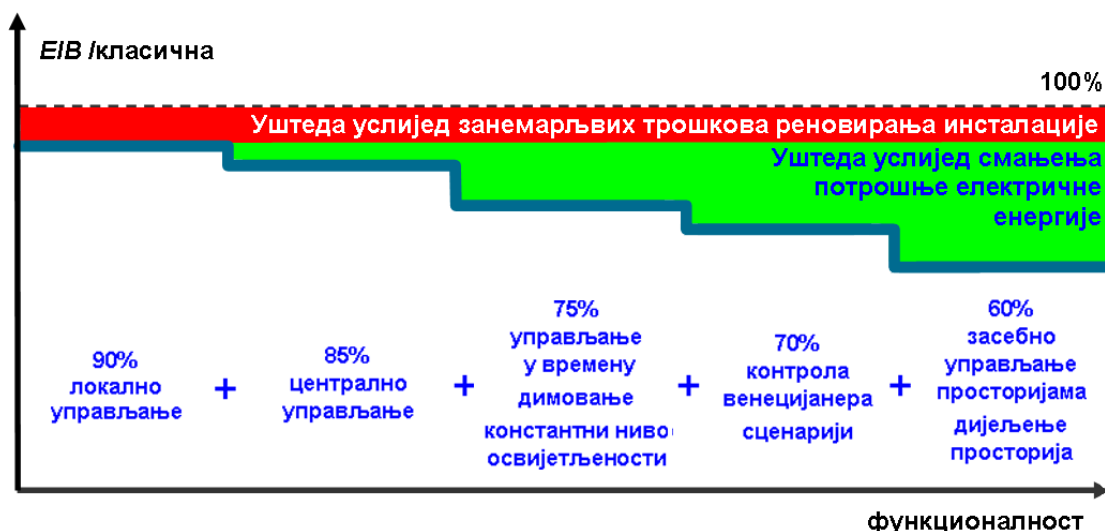 EIB /класична
100%
Уштеда услијед занемарљвих трошкова реновирања инсталације
Уштеда услијед смањења
потрошње електричне
енергије
90%
локално
управљање
+
85%
централно
управљање
+
75%
управљање
у времену
димовање
константни ниво
освијетљености
+
70%
контрола
венецијанера
сценарији
+
60%
засебно
управљање
просторијама
дијељење
просторија
функционалност